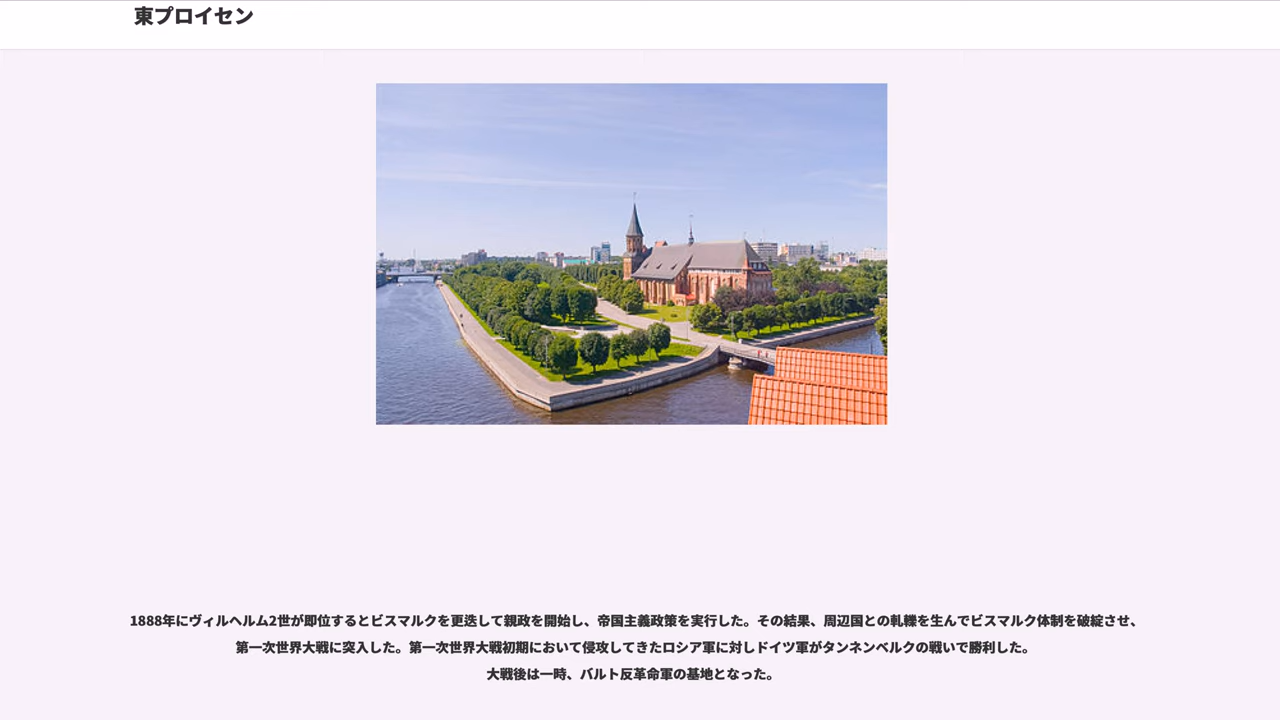 東プロイセン
1888年にヴィルヘルム2世が即位するとビスマルクを更迭して親政を開始し、帝国主義政策を実行した。その結果、周辺国との軋轢を生んでビスマルク体制を破綻させ、
第一次世界大戦に突入した。第一次世界大戦初期において侵攻してきたロシア軍に対しドイツ軍がタンネンベルクの戦いで勝利した。
大戦後は一時、バルト反革命軍の基地となった。